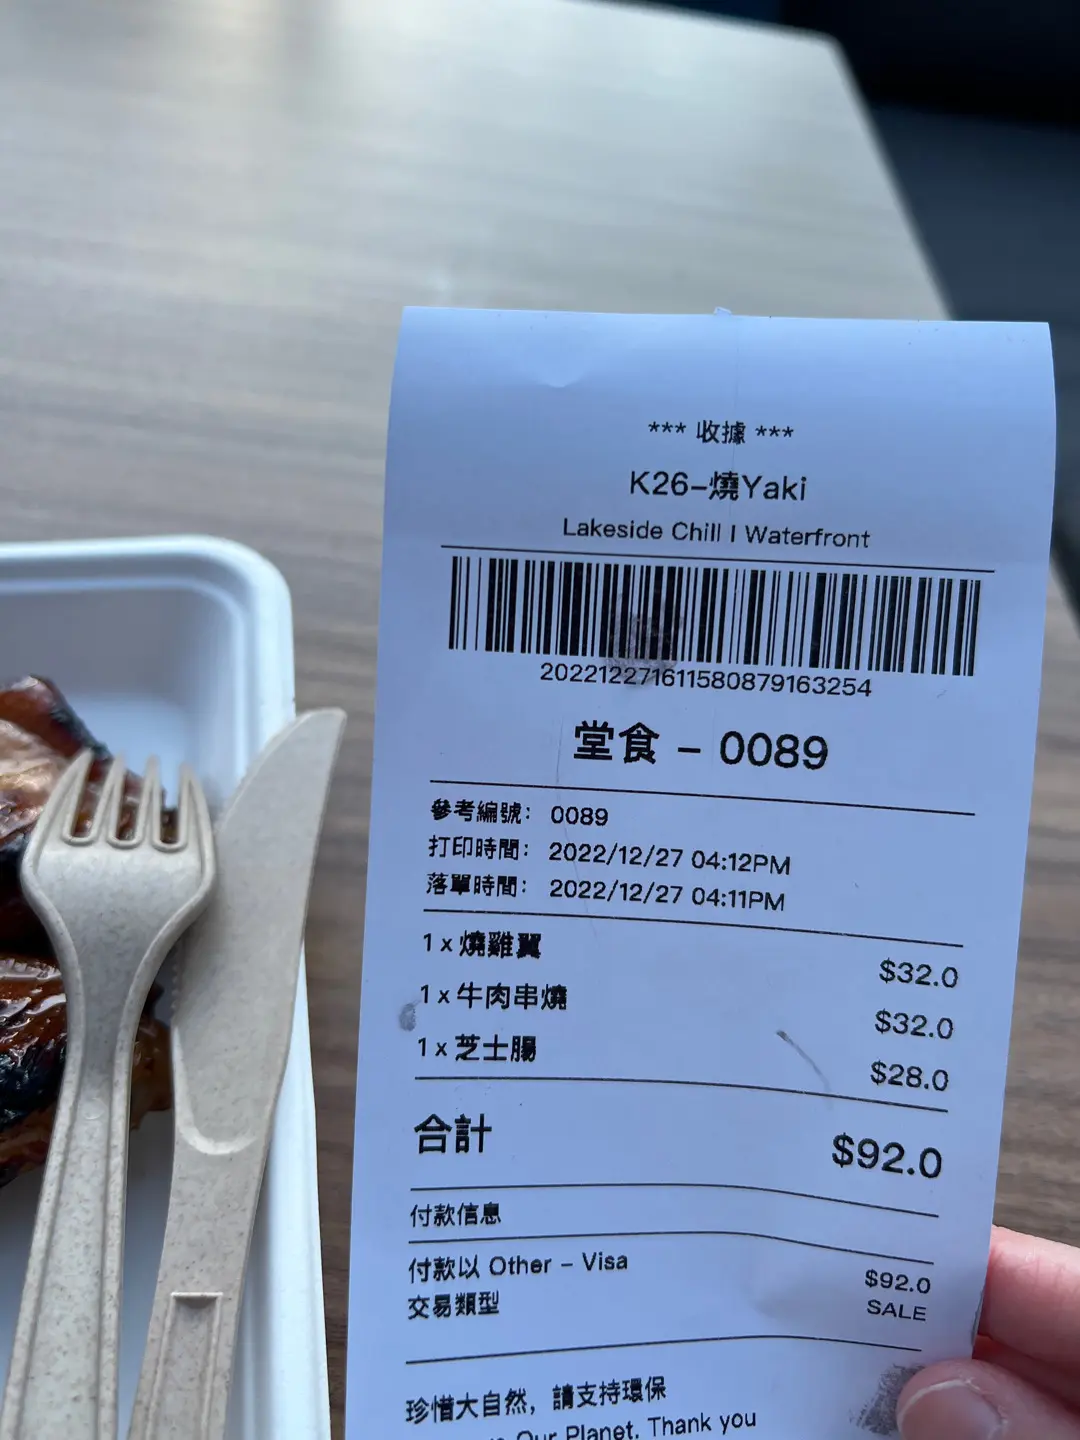 *** 收據 ***
K26-燒Yaki
Lakeside Chill | Waterfront
20221227161158087916​3254
堂食 - 0089
參考編號： 0089
打印時間： 2022/12/27 04:12PM
落單時間： 2022/12/27 04:11PM
1 x 燒雞翼 $32.0
1 x 牛肉串燒 $32.0
1 x 芝士腸 $28.0
合計 $92.0
付款信息
付款以 Other - Visa $92.0
交易類型 SALE
珍惜大自然，請支持環保
Our Planet. Thank you